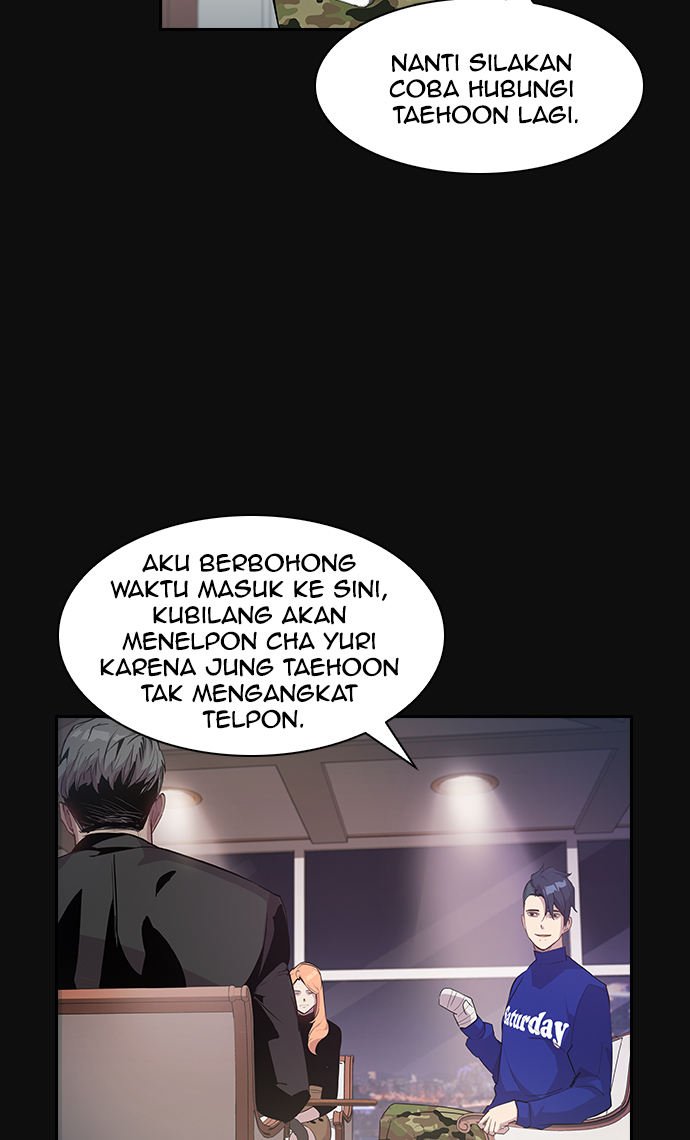 NANTI SILAKAN
COBA HUBUNGI
TAEHOON LAGI.
AKU BERBOHONG
WAKTU MASUK KE SINI,
KUBILANG AKAN
MENELPON CHA YURI
KARENA JUNG TAEHOON
TAK MENGANGKAT
TELPON.
Saturday